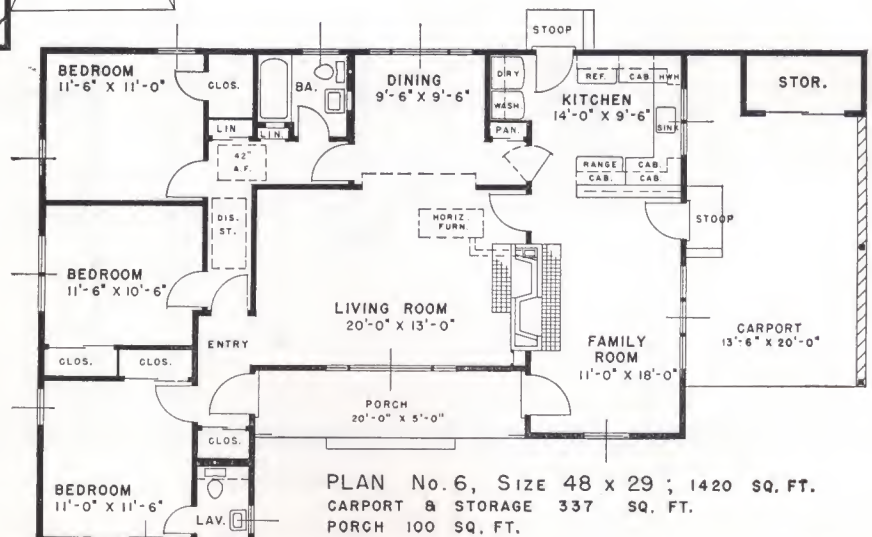 STOOP
BEDROOM
11'-6" X 11'-0"
CLOS.
BA.
DINING
9'-6" X 9'-6"
DRY
WASH.
REF.
CAB.
HWH
KITCHEN
14'-0" X 9'-6"
SINK
STOR.
LIN
LIN.
PAN.
42"
A.F.
RANGE
CAB.
CAB.
CAB.
DIS.
ST.
HORIZ.
FURN.
STOOP
BEDROOM
11'-6" X 10'-6"
LIVING ROOM
20'-0" X 13'-0"
ENTRY
FAMILY
ROOM
11'-0" X 18'-0"
CARPORT
13'-6" X 20'-0"
CLOS.
CLOS.
PORCH
20'-0" X 5'-0"
CLOS.
BEDROOM
11'-0" X 11'-6"
LAV.
PLAN No. 6, SIZE 48 X 29 ; 1420 SQ. FT.
CARPORT & STORAGE 337 SQ. FT.
PORCH 100 SQ. FT.